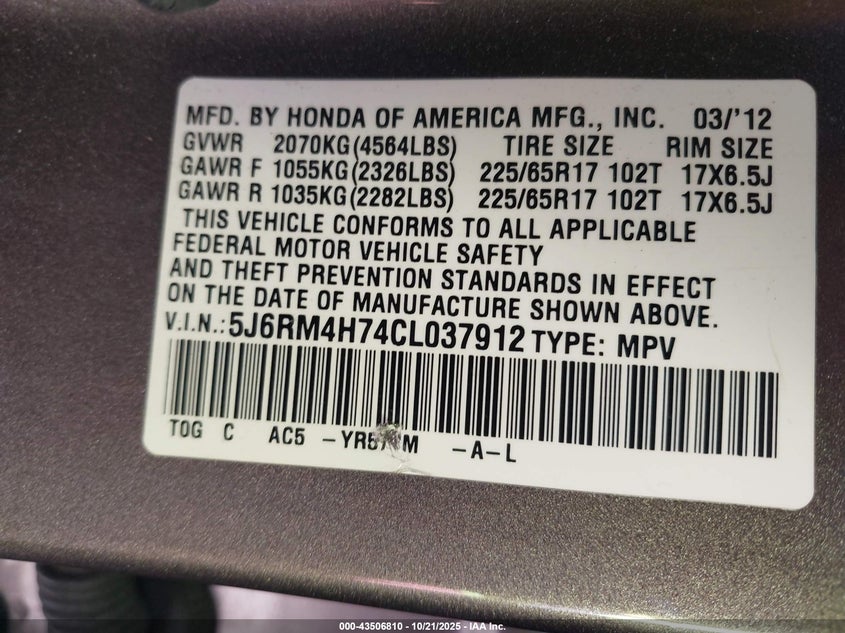 MFD. BY HONDA OF AMERICA MFG., INC. 03/'12
GVWR 2070KG(4564LBS) TIRE SIZE RIM SIZE
GAWR F 1055KG(2326LBS) 225/65R17 102T 17X6.5J
GAWR R 1035KG(2282LBS) 225/65R17 102T 17X6.5J
THIS VEHICLE CONFORMS TO ALL APPLICABLE
FEDERAL MOTOR VEHICLE SAFETY
AND THEFT PREVENTION STANDARDS IN EFFECT
ON THE DATE OF MANUFACTURE SHOWN ABOVE.
V.I.N.:5J6RM4H74CL037912 TYPE: MPV
T0G C AC5 -A-L
000-43506810 - 10/21/2025 - IAA Inc.